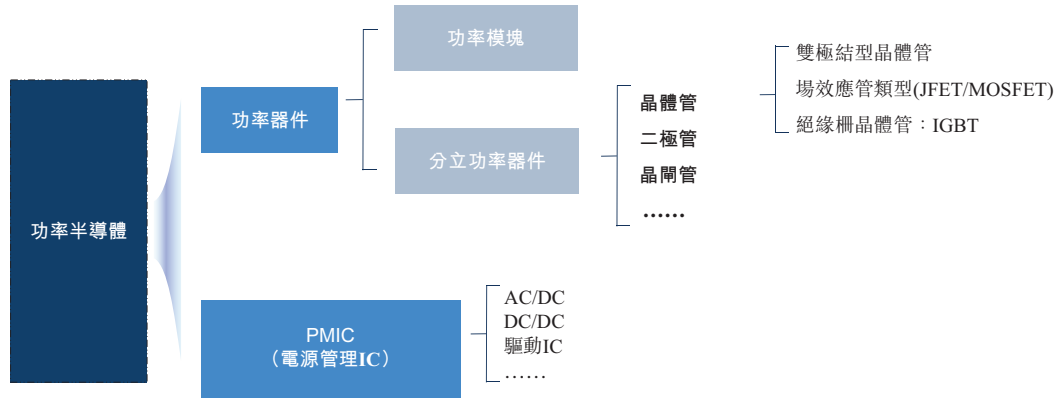 功率半導體
功率器件
功率模塊
分立功率器件
晶體管
二極管
晶閘管
......
雙極結型晶體管
場效應管類型(JFET/MOSFET)
絕緣柵晶體管：IGBT
PMIC
（電源管理IC）
AC/DC
DC/DC
驅動IC
......